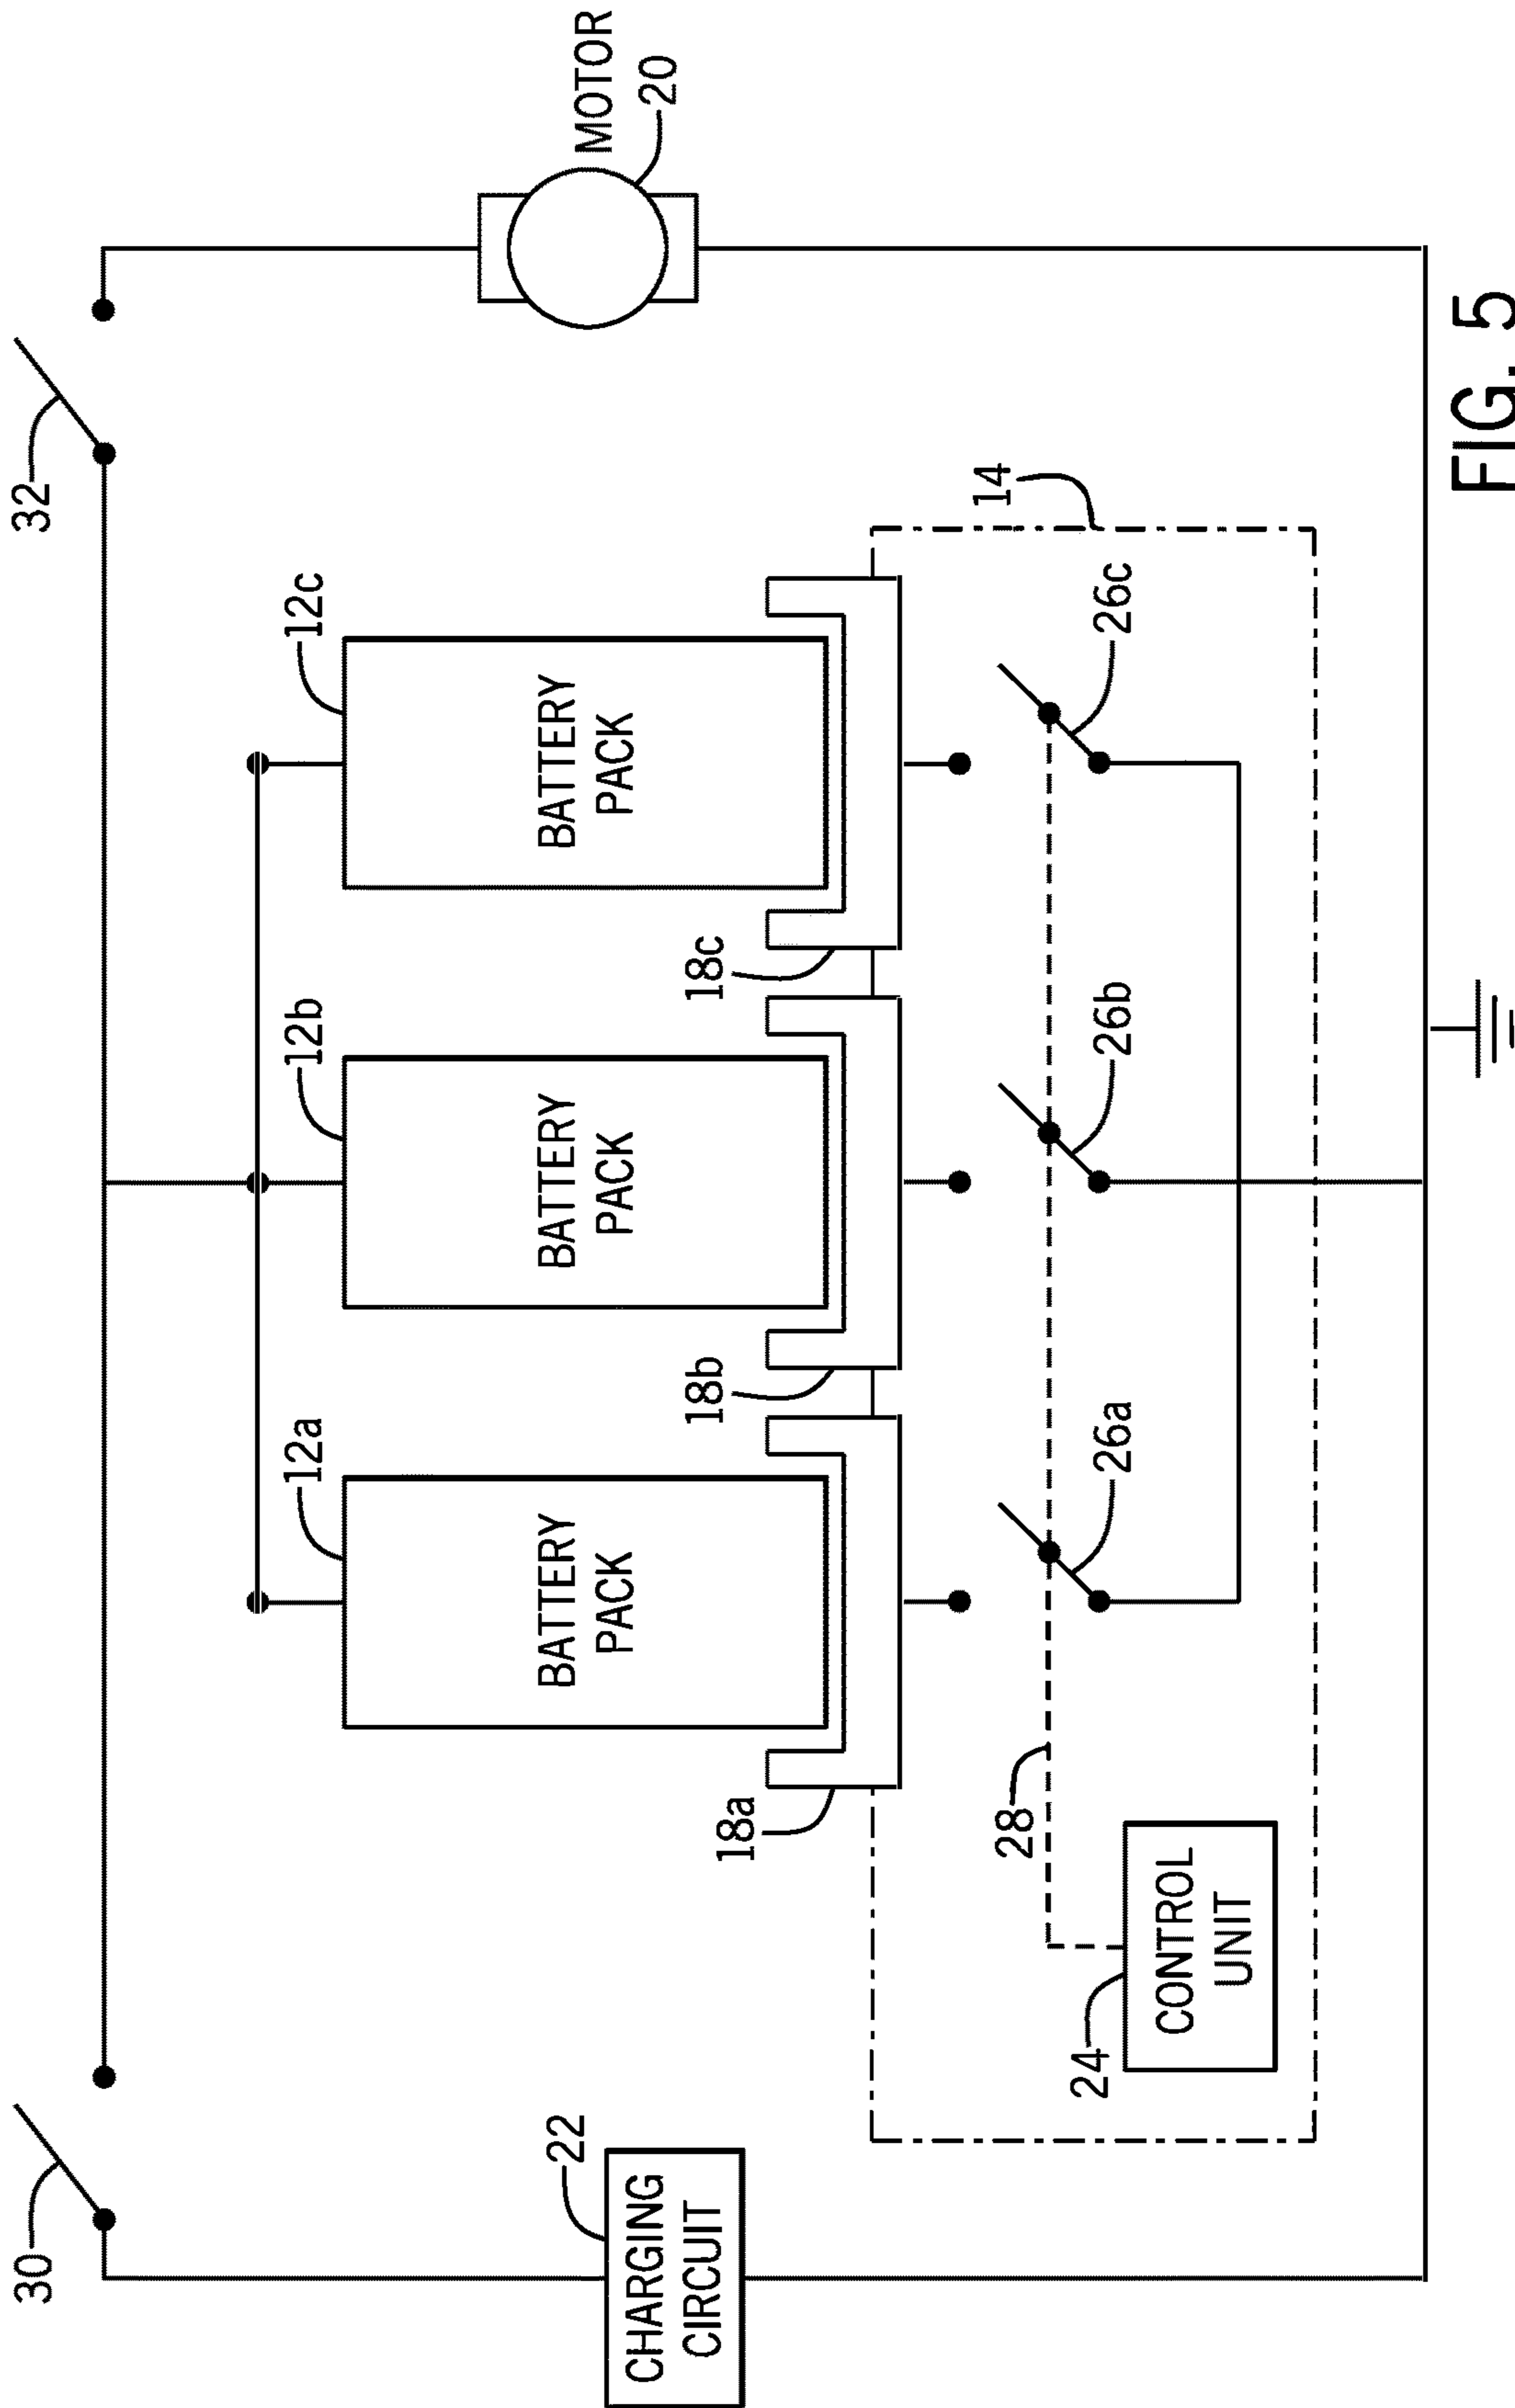 30
32
12a
12b
12c
MOTOR
20
BATTERY
PACK
BATTERY
PACK
BATTERY
PACK
22
CHARGING
CIRCUIT
18a
18b
18c
28
14
24
CONTROL
UNIT
26a
26b
26c
FIG. 5